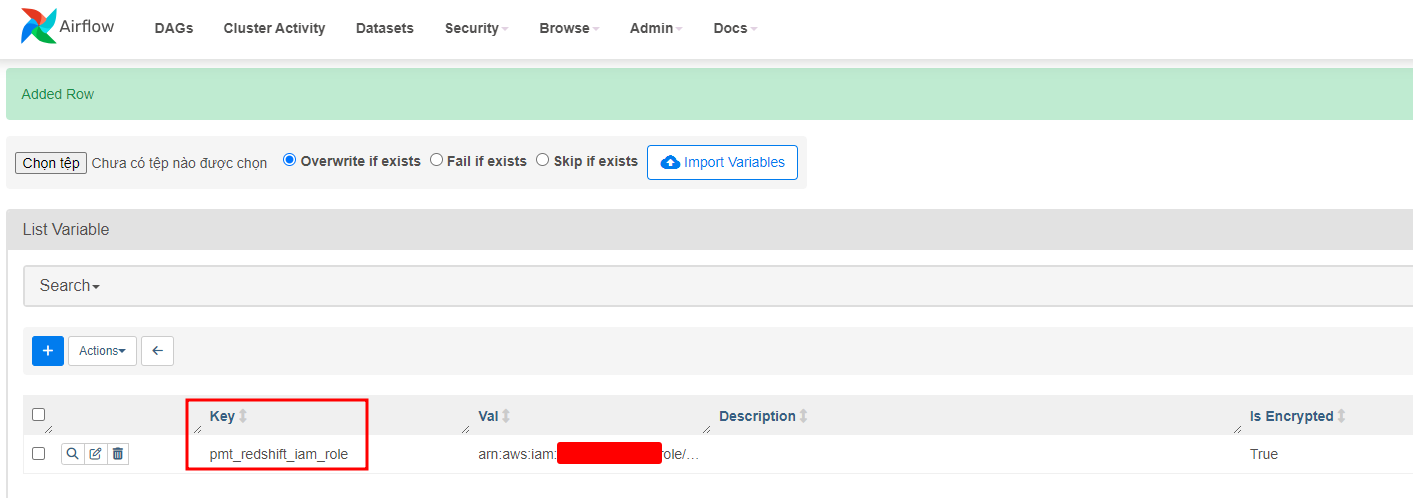 Airflow DAGs Cluster Activity Datasets Security Browse Admin Docs
Added Row
Chọn tệp Chưa có tệp nào được chọn Overwrite if exists Fail if exists Skip if exists Import Variables
List Variable
Search
+ Actions
Key Val Description Is Encrypted
pmt_redshift_iam_role arn:aws:iam: role/… True